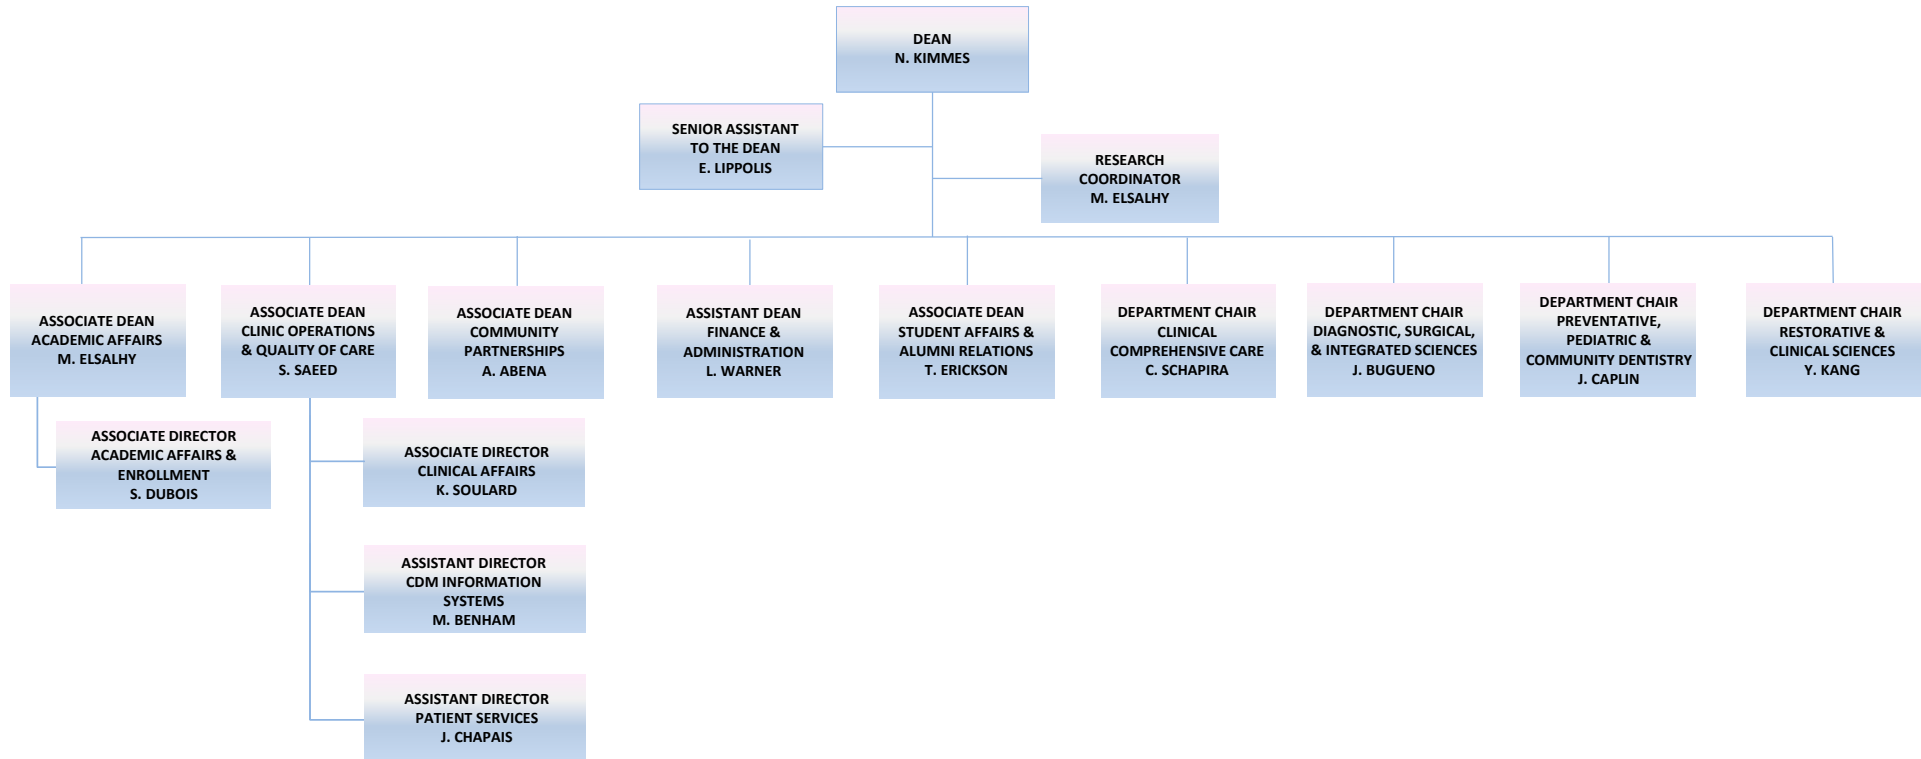 DEAN
N. KIMMES
SENIOR ASSISTANT
TO THE DEAN
E. LIPPOLIS
RESEARCH
COORDINATOR
M. ELSALHY
ASSOCIATE DEAN
ACADEMIC AFFAIRS
M. ELSALHY
ASSOCIATE DEAN
CLINIC OPERATIONS
& QUALITY OF CARE
S. SAEED
ASSOCIATE DEAN
COMMUNITY
PARTNERSHIPS
A. ABENA
ASSISTANT DEAN
FINANCE &
ADMINISTRATION
L. WARNER
ASSOCIATE DEAN
STUDENT AFFAIRS &
ALUMNI RELATIONS
T. ERICKSON
DEPARTMENT CHAIR
CLINICAL
COMPREHENSIVE CARE
C. SCHAPIRA
DEPARTMENT CHAIR
DIAGNOSTIC, SURGICAL,
& INTEGRATED SCIENCES
J. BUGUENO
DEPARTMENT CHAIR
PREVENTATIVE,
PEDIATRIC &
COMMUNITY DENTISTRY
J. CAPLIN
DEPARTMENT CHAIR
RESTORATIVE &
CLINICAL SCIENCES
Y. KANG
ASSOCIATE DIRECTOR
ACADEMIC AFFAIRS &
ENROLLMENT
S. DUBOIS
ASSOCIATE DIRECTOR
CLINICAL AFFAIRS
K. SOULARD
ASSISTANT DIRECTOR
CDM INFORMATION
SYSTEMS
M. BENHAM
ASSISTANT DIRECTOR
PATIENT SERVICES
J. CHAPAIS